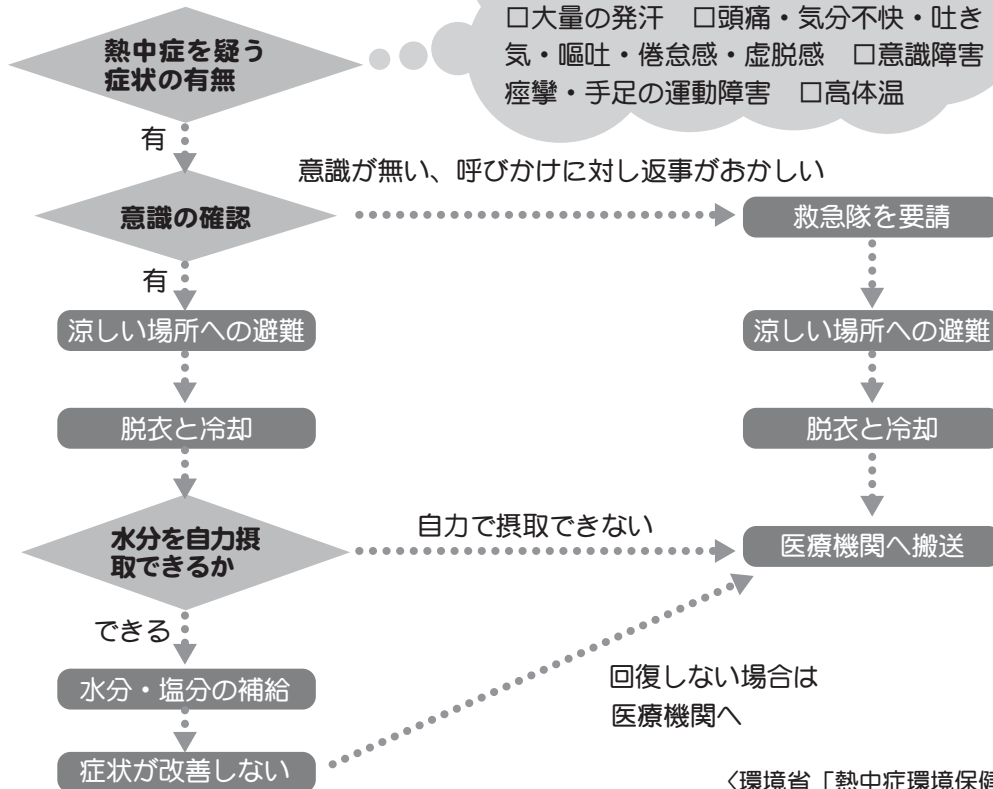 □大量の発汗　□頭痛・気分不快・吐き
気・嘔吐・倦怠感・虚脱感　□意識障害
痙攣・手足の運動障害　□高体温
熱中症を疑う
症状の有無
有
意識が無い、呼びかけに対し返事がおかしい
意識の確認
救急隊を要請
有
涼しい場所への避難
涼しい場所への避難
脱衣と冷却
脱衣と冷却
水分を自力摂
取できるか
自力で摂取できない
医療機関へ搬送
できる
水分・塩分の補給
回復しない場合は
医療機関へ
症状が改善しない
〈環境省「熱中症環境保健